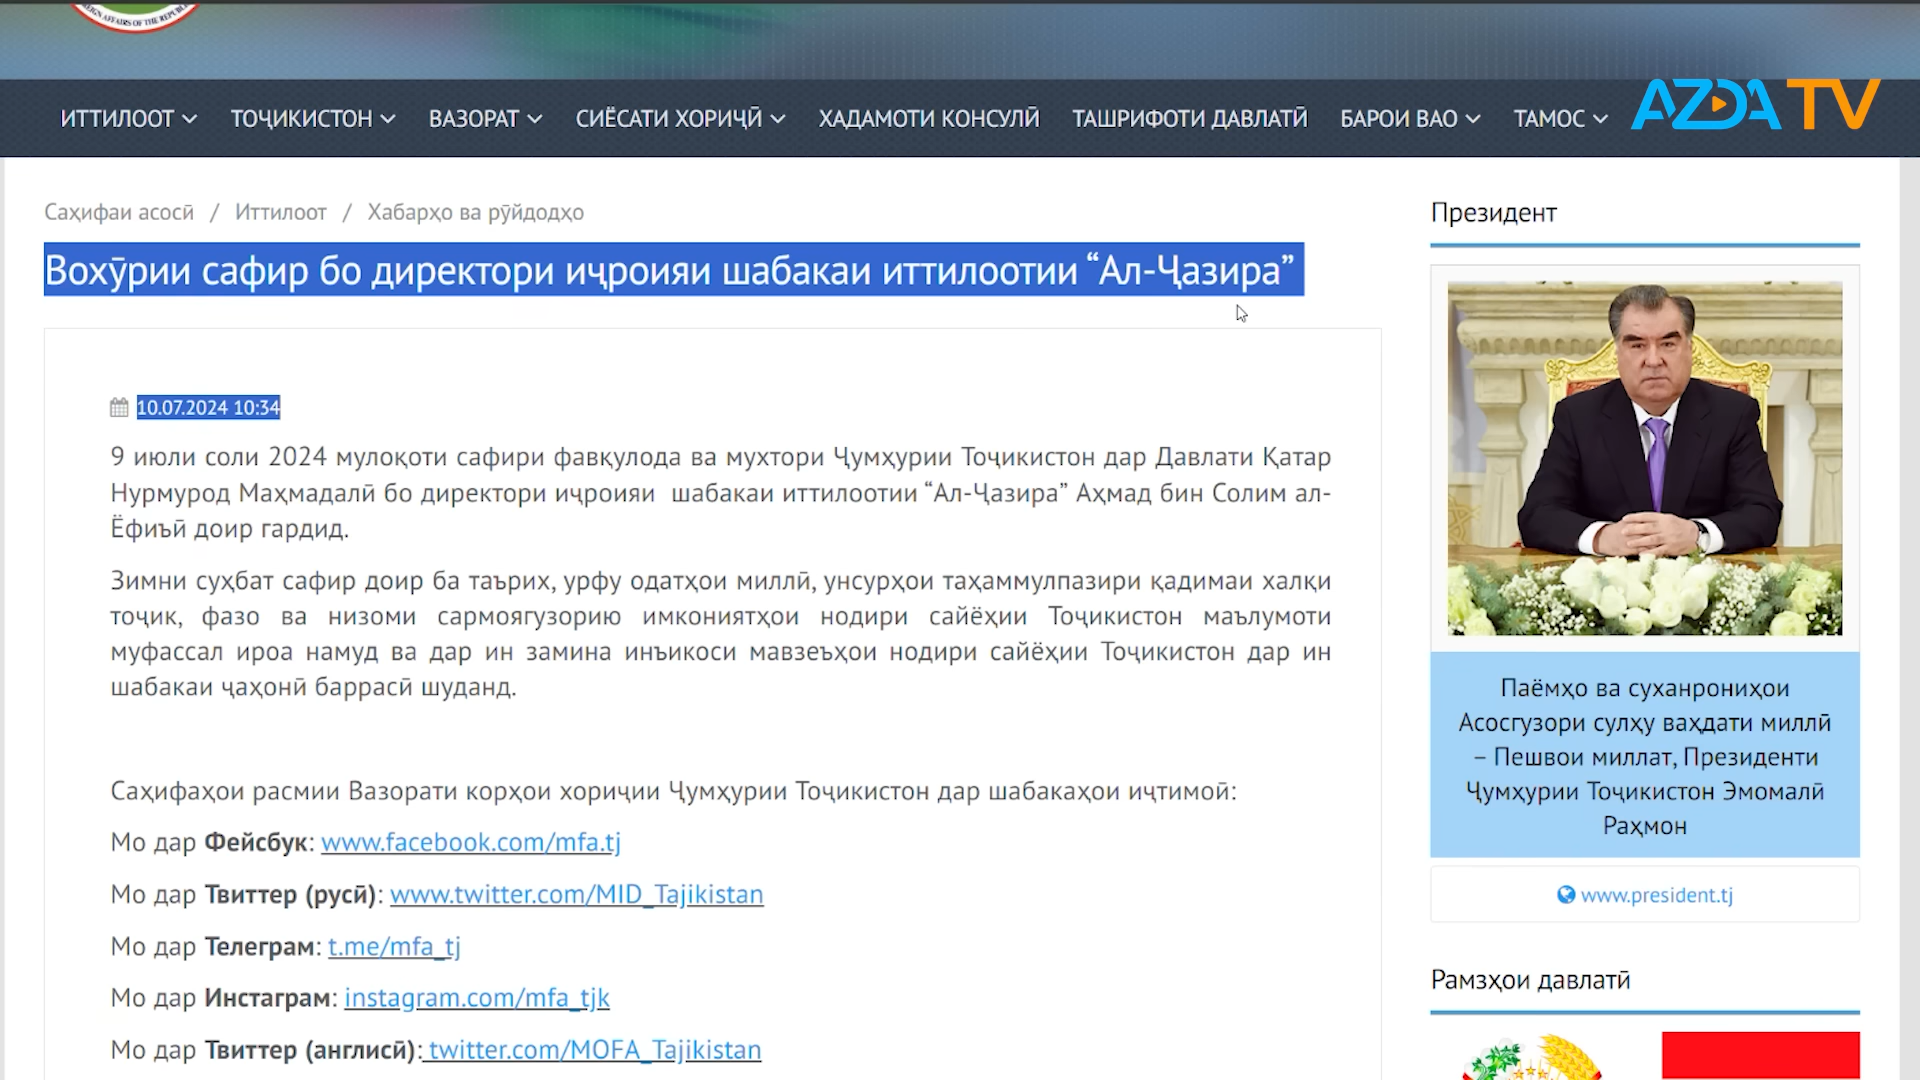 FOREIGN AFFAIRS OF THE REPUBLIC
ИТТИЛООТ ТОҶИКИСТОН ВАЗОРАТ СИЁСАТИ ХОРИҶӢ ХАДАМОТИ КОНСУЛӢ ТАШРИФОТИ ДАВЛАТӢ БАРОИ ВАО ТАМОС
AZDA TV
Саҳифаи асосӣ / Иттилоот / Хабарҳо ва рӯйдодҳо
Вохӯрии сафир бо директори иҷроияи шабакаи иттилоотии “Ал-Ҷазира”
10.07.2024 10:34
9 июли соли 2024 мулоқоти сафири фавқулода ва мухтори Ҷумҳурии Тоҷикистон дар Давлати Қатар
Нурмурод Маҳмадалӣ бо директори иҷроияи шабакаи иттилоотии “Ал-Ҷазира” Аҳмад бин Солим ал-
Ёфиъӣ доир гардид.
Зимни суҳбат сафир доир ба таърих, урфу одатҳои миллӣ, унсурҳои таҳаммулпазири қадимаи халқи
тоҷик, фазо ва низоми сармоягузорию имкониятҳои нодири сайёҳии Тоҷикистон маълумоти
муфассал ироа намуд ва дар ин замина инъикоси мавзеъҳои нодири сайёҳии Тоҷикистон дар ин
шабакаи ҷаҳонӣ баррасӣ шуданд.
Саҳифаҳои расмии Вазорати корҳои хориҷии Ҷумҳурии Тоҷикистон дар шабакаҳои иҷтимоӣ:
Мо дар Фейсбук: www.facebook.com/mfa.tj
Мо дар Твиттер (русӣ): www.twitter.com/MID_Tajikistan
Мо дар Телеграм: t.me/mfa_tj
Мо дар Инстаграм: instagram.com/mfa_tjk
Мо дар Твиттер (англисӣ): twitter.com/MOFA_Tajikistan
Президент
Паёмҳо ва суханрониҳои
Асосгузори сулҳу ваҳдати миллӣ
– Пешвои миллат, Президенти
Ҷумҳурии Тоҷикистон Эмомалӣ
Раҳмон
www.president.tj
Рамзҳои давлатӣ